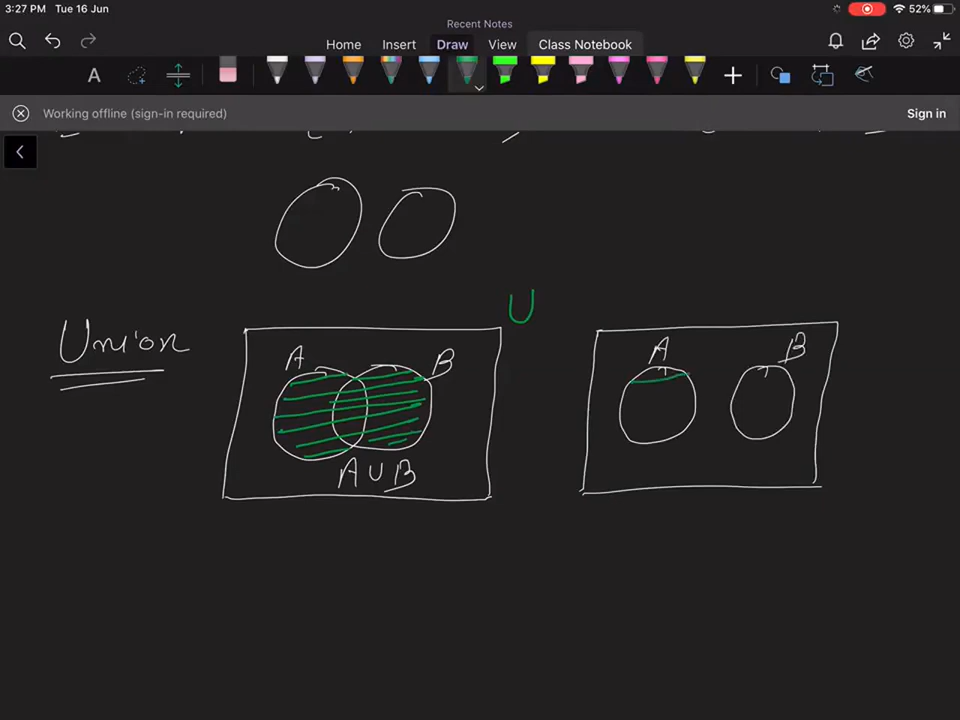 3:27 PM Tue 16 Jun
52%
Recent Notes
Home Insert Draw View Class Notebook
A
Working offline (sign-in required)
Sign in
U
Union
A B
A U B
A B